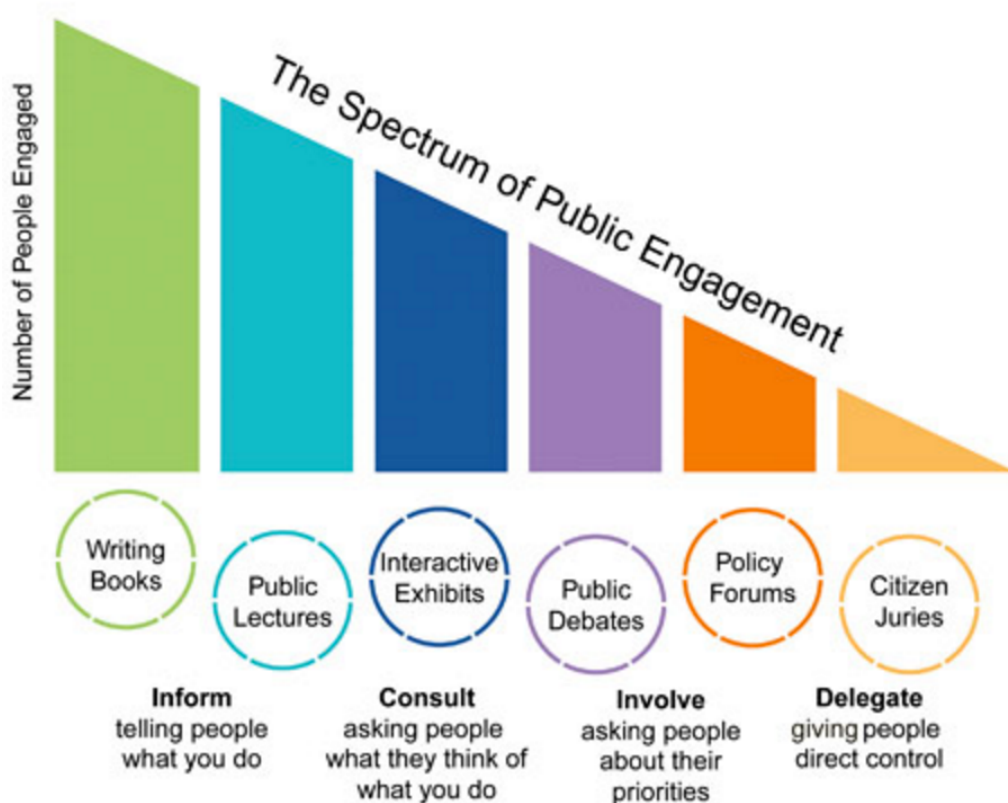 The Spectrum of Public Engagement
Number of People Engaged
Writing
Books
Public
Lectures
Interactive
Exhibits
Public
Debates
Policy
Forums
Citizen
Juries
Inform
telling people
what you do
Consult
asking people
what they think of
what you do
Involve
asking people
about their
priorities
Delegate
giving people
direct control